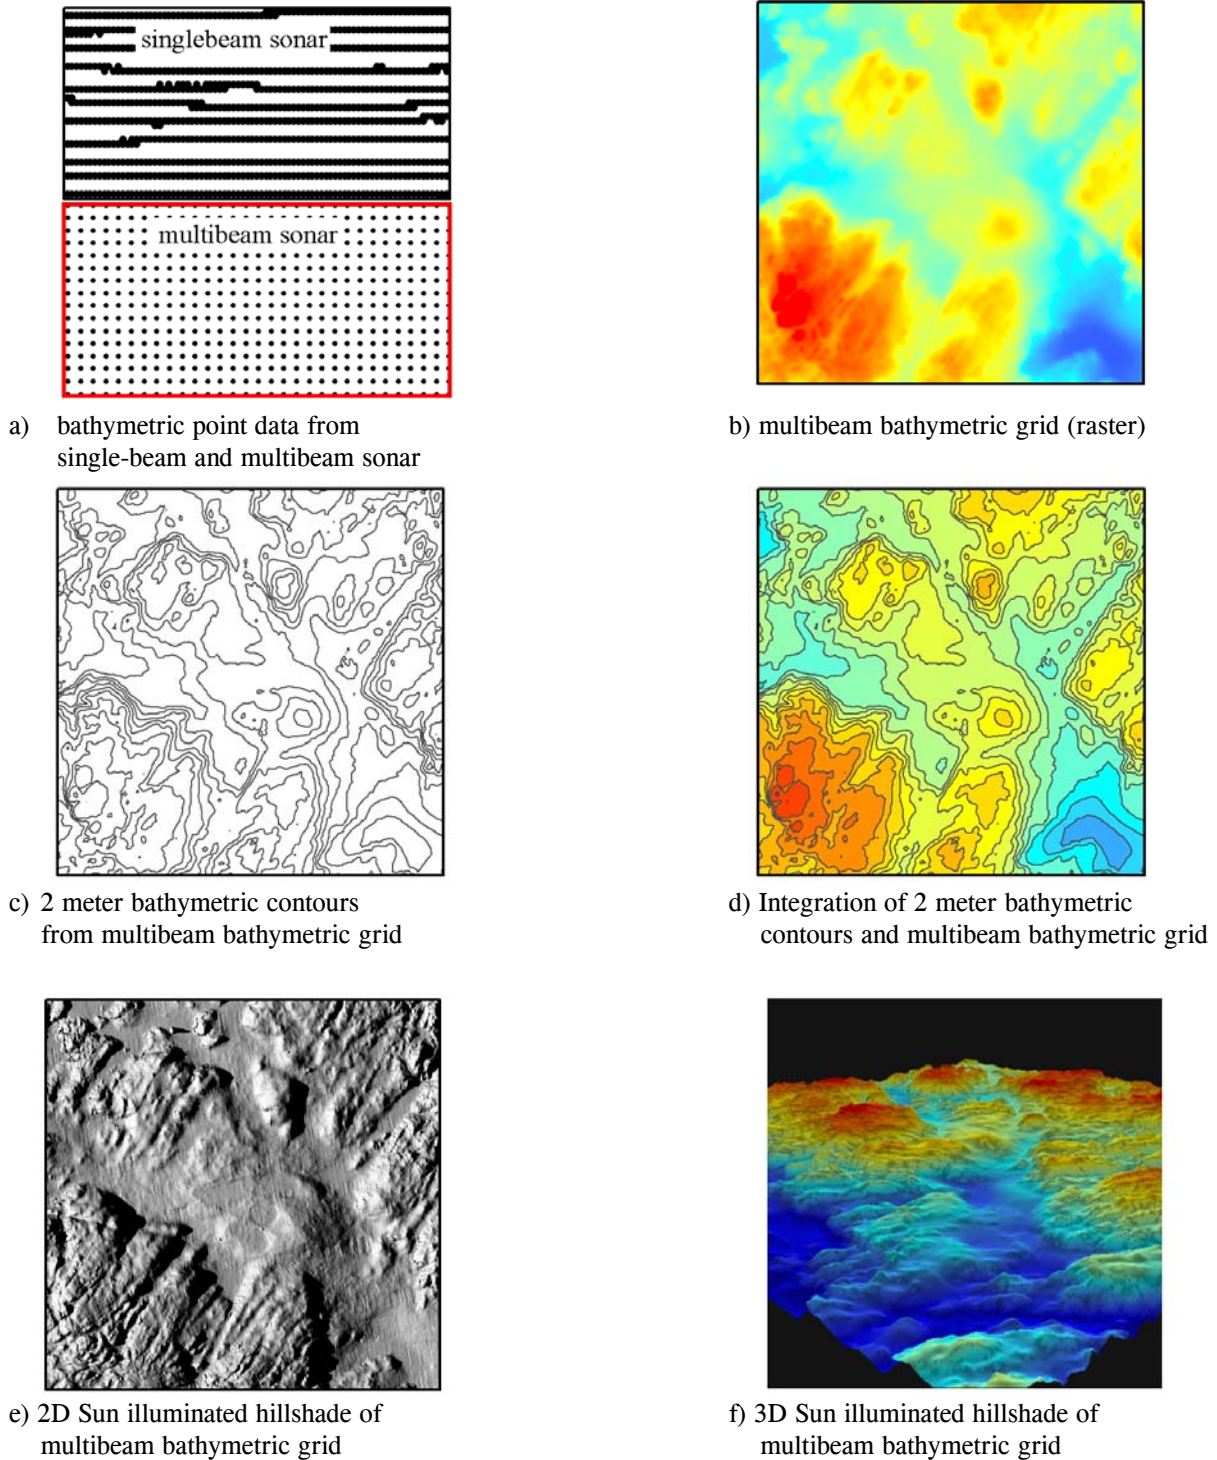 singlebeam sonar
multibeam sonar
a) bathymetric point data from
single-beam and multibeam sonar
b) multibeam bathymetric grid (raster)
c) 2 meter bathymetric contours
from multibeam bathymetric grid
d) Integration of 2 meter bathymetric
contours and multibeam bathymetric grid
e) 2D Sun illuminated hillshade of
multibeam bathymetric grid
f) 3D Sun illuminated hillshade of
multibeam bathymetric grid